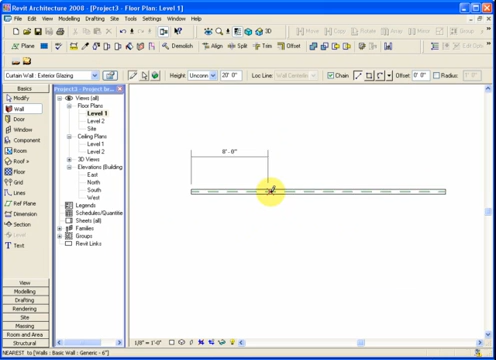 Revit Architecture 2008 - [Project3 - Floor Plan: Level 1]
File Edit View Modelling Drafting Site Tools Settings Window Help
Plane Demolish Align Split Trim Offset Move Copy Rotate Array
Curtain Wall : Exterior Glazing Height Unconn 20' 0" Loc Line Wall Centerlin Chain Offset 0' 0" Radius
Basics
Modify
Wall
Door
Window
Component
Room
Roof
Floor
Grid
Lines
Ref Plane
Dimension
Section
Level
Text
View
Modelling
Drafting
Rendering
Site
Massing
Room and Area
Structural
Project3 - Floor Plan:
Views (all)
Floor Plans
Level 1
Level 2
Site
Ceiling Plans
Level 1
Level 2
3D Views
Elevations (Building
East
North
South
West
Legends
Schedules/Quantitie
Sheets (all)
Families
Groups
Revit Links
8' - 0"
1/8" = 1'-0"
NEAREST to [Walls : Basic Wall : Generic - 6"]